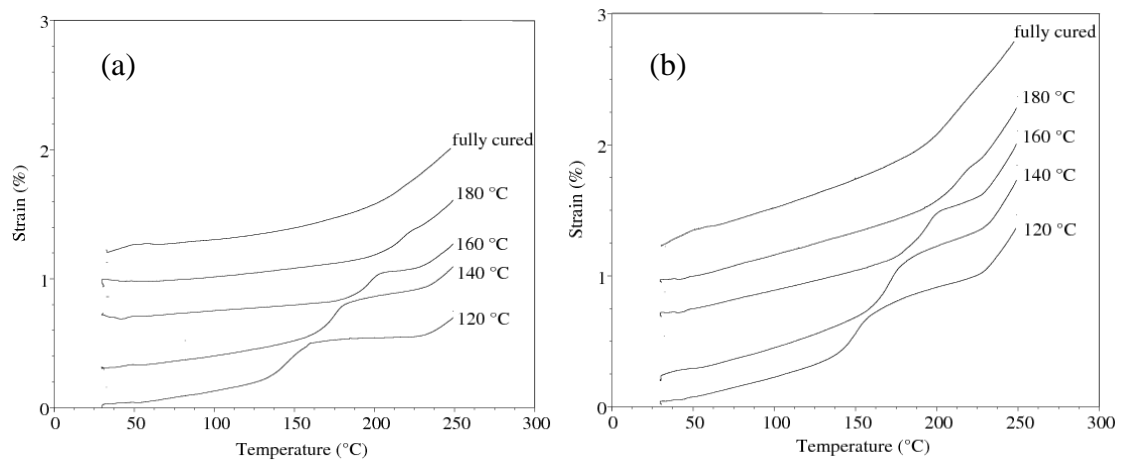 (a)
Strain (%)
3
2
1
0
fully cured
180 °C
160 °C
140 °C
120 °C
0 50 100 150 200 250 300
Temperature (°C)
(b)
Strain (%)
3
2
1
0
fully cured
180 °C
160 °C
140 °C
120 °C
0 50 100 150 200 250 300
Temperature (°C)